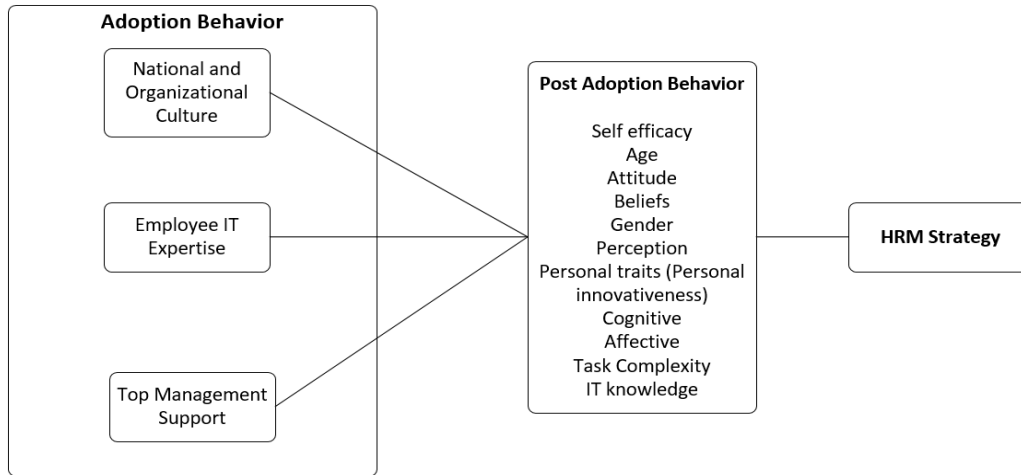 Adoption Behavior
National and
Organizational
Culture
Employee IT
Expertise
Top Management
Support
Post Adoption Behavior
Self efficacy
Age
Attitude
Beliefs
Gender
Perception
Personal traits (Personal
innovativeness)
Cognitive
Affective
Task Complexity
IT knowledge
HRM Strategy